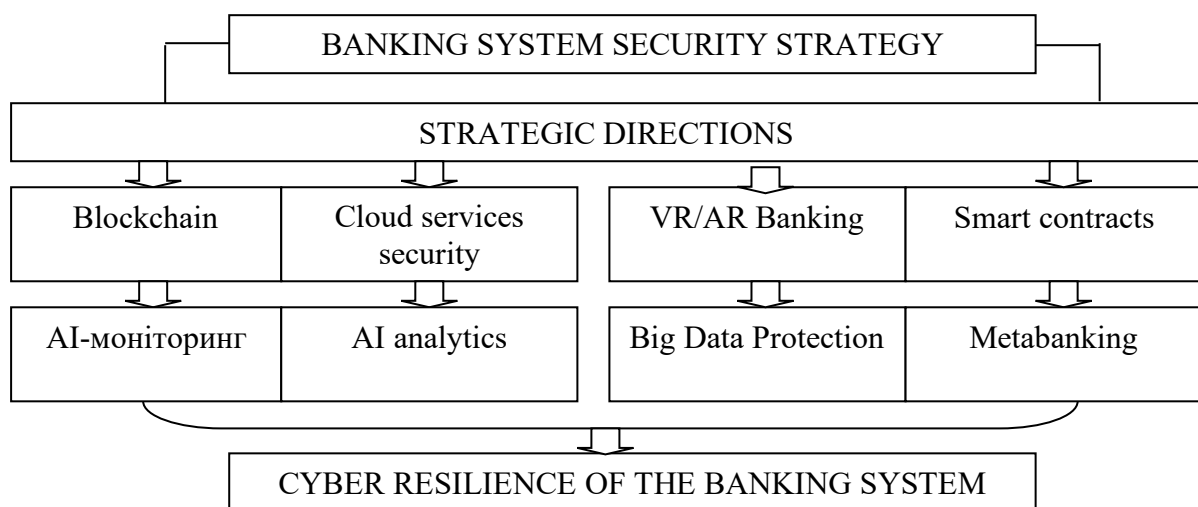 BANKING SYSTEM SECURITY STRATEGY
STRATEGIC DIRECTIONS
Blockchain
Cloud services
security
VR/AR Banking
Smart contracts
AI-моніторинг
AI analytics
Big Data Protection
Metabanking
CYBER RESILIENCE OF THE BANKING SYSTEM